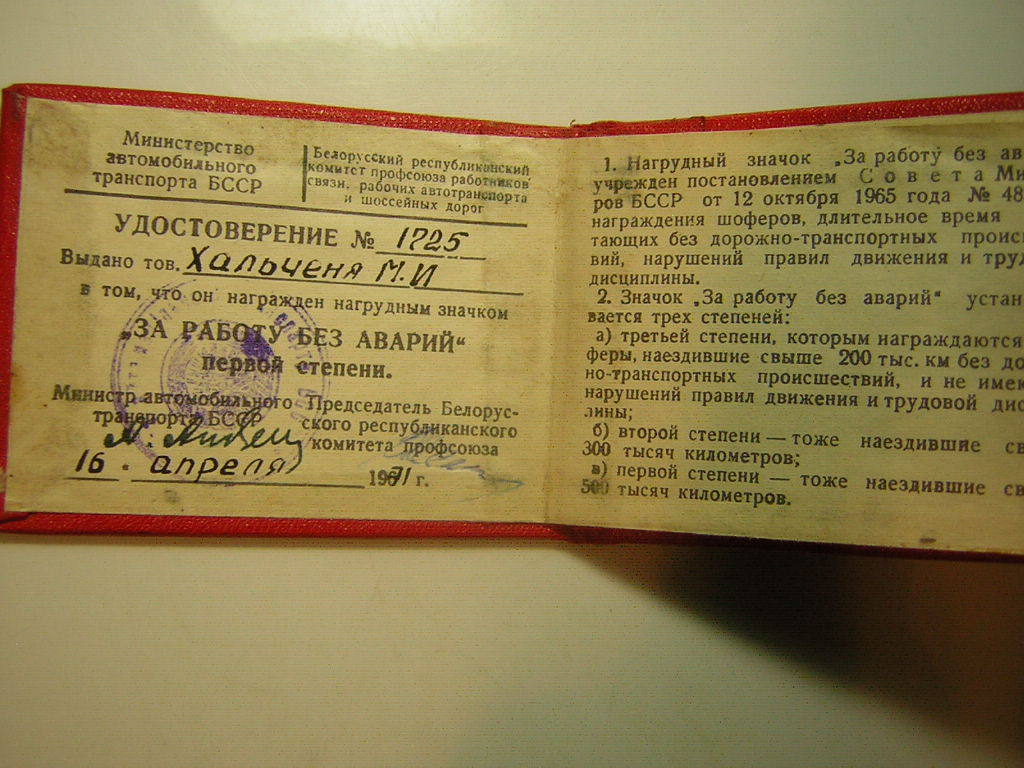 Министерство
автомобильного
транспорта БССР
Белорусский республиканский
комитет профсоюза работников
связи, рабочих автотранспорта
и шоссейных дорог
УДОСТОВЕРЕНИЕ № 1725
Выдано тов. Хальченя М.И
в том, что он награжден нагрудным значком
„ЗА РАБОТУ БЕЗ АВАРИЙ“
первой степени.
Министр автомобильного
транспорта БССР
Председатель Белорус-
ского республиканского
комитета профсоюза
16 апреля 1971 г.
1. Нагрудный значок „За работу без ав
учрежден постановлением Совета Ми
ров БССР от 12 октября 1965 года № 48
награждения шоферов, длительное время
тающих без дорожно-транспортных проис
вий, нарушений правил движения и труд
дисциплины.
2. Значок „За работу без аварий“ устан
вается трех степеней:
а) третьей степени, которым награждаются
феры, наездившие свыше 200 тыс. км без до
но-транспортных происшествий, и не имею
нарушений правил движения и трудовой дис
лины;
б) второй степени — тоже наездившие св
300 тысяч километров;
в) первой степени — тоже наездившие св
500 тысяч километров.